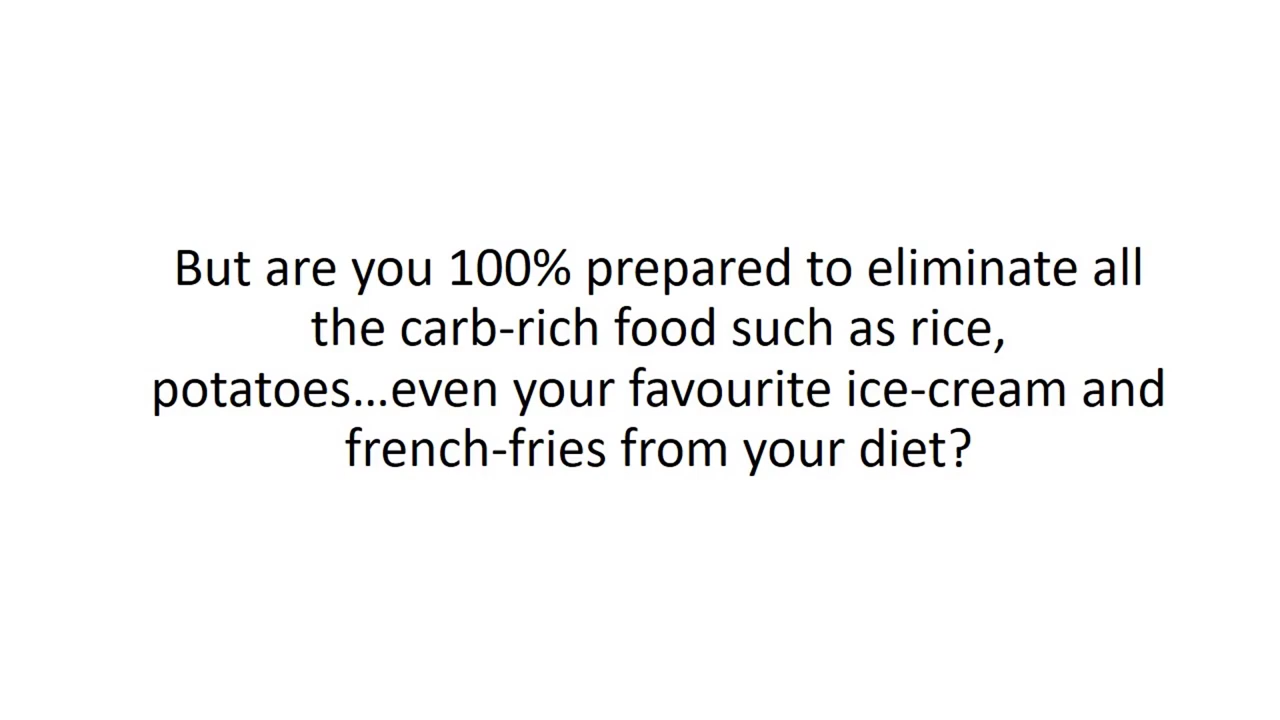 But are you 100% prepared to eliminate all
the carb-rich food such as rice,
potatoes...even your favourite ice-cream and
french-fries from your diet?